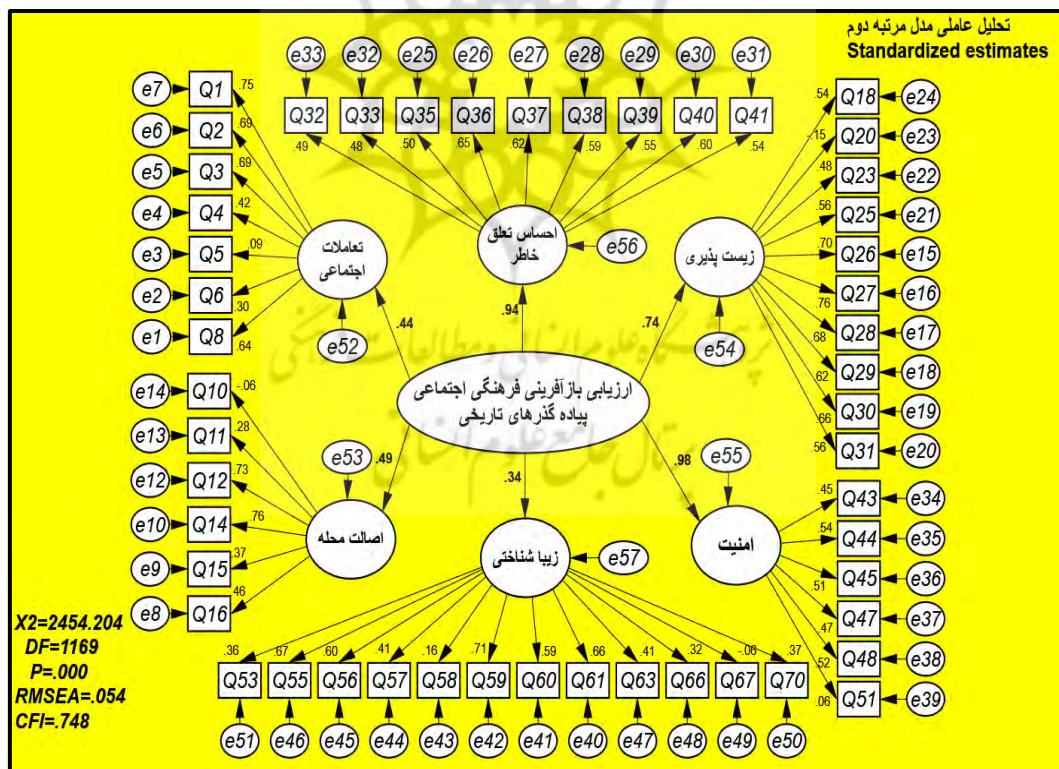 تحلیل عاملی مدل مرتبه دوم
Standardized estimates
e33 e32 e25 e26 e27 e28 e29 e30 e31
Q32 Q33 Q35 Q36 Q37 Q38 Q39 Q40 Q41
.49 .48 .50 .65 .62 .59 .55 .60 .54
احساس تعلق
خاطر
e56
.94
e7 Q1 .75
e6 Q2 .69
e5 Q3 .69
e4 Q4 .42
e3 Q5 .09
e2 Q6 .30
e1 Q8 .64
تعاملات
اجتماعی
e52
.44
Q18 e24 .54
Q20 e23 -.15
Q23 e22 .48
Q25 e21 .56
Q26 e15 .70
Q27 e16 .76
Q28 e17 .68
Q29 e18 .62
Q30 e19 .66
Q31 e20 .56
زیست پذیری
e54
.74
ارزیابی بازآفرینی فرهنگی اجتماعی
پیاده گذرهای تاریخی
پژوهشگاه علوم انسانی و مطالعات فرهنگی
پرتال جامع علوم انسانی
e14 Q10 -.06
e13 Q11 .28
e12 Q12 .73
e10 Q14 .76
e9 Q15 .37
e8 Q16 .46
اصالت محله
e53
.49
زیبا شناختی
e57
.34
امنیت
e55
.98
Q43 e34 .45
Q44 e35 .54
Q45 e36 .51
Q47 e37 .47
Q48 e38 .52
Q51 e39 .06
.36 .67 .60 .41 .16 .71 .59 .66 .41 .32 -.06 .37
Q53 Q55 Q56 Q57 Q58 Q59 Q60 Q61 Q63 Q66 Q67 Q70
e51 e46 e45 e44 e43 e42 e41 e40 e47 e48 e49 e50
X2=2454.204
DF=1169
P=.000
RMSEA=.054
CFI=.748